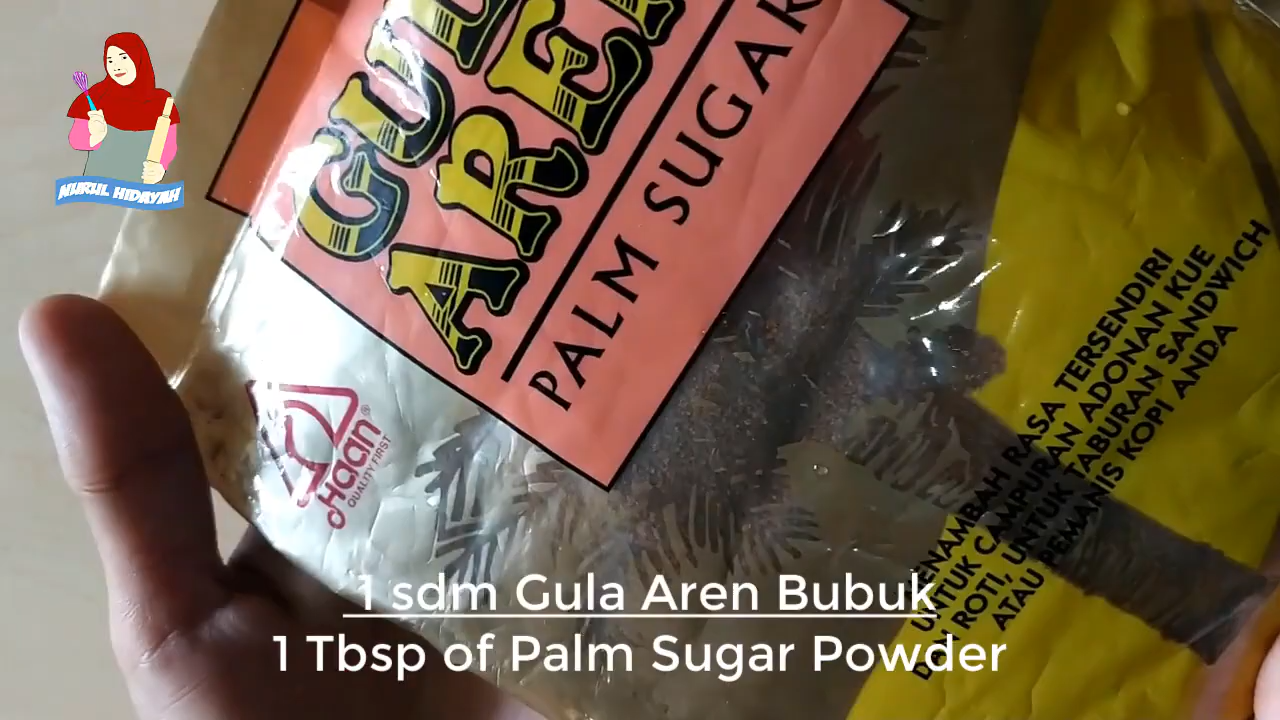 NURUL HIDAYAH
GULA
AREN
PALM SUGAR
Haan®
QUALITY FIRST
MENAMBAH RASA TERSENDIRI
UNTUK CAMPURAN ADONAN KUE
DAN ROTI, UNTUK TABURAN SANDWICH
ATAU PEMANIS KOPI ANDA
1 sdm Gula Aren Bubuk
1 Tbsp of Palm Sugar Powder